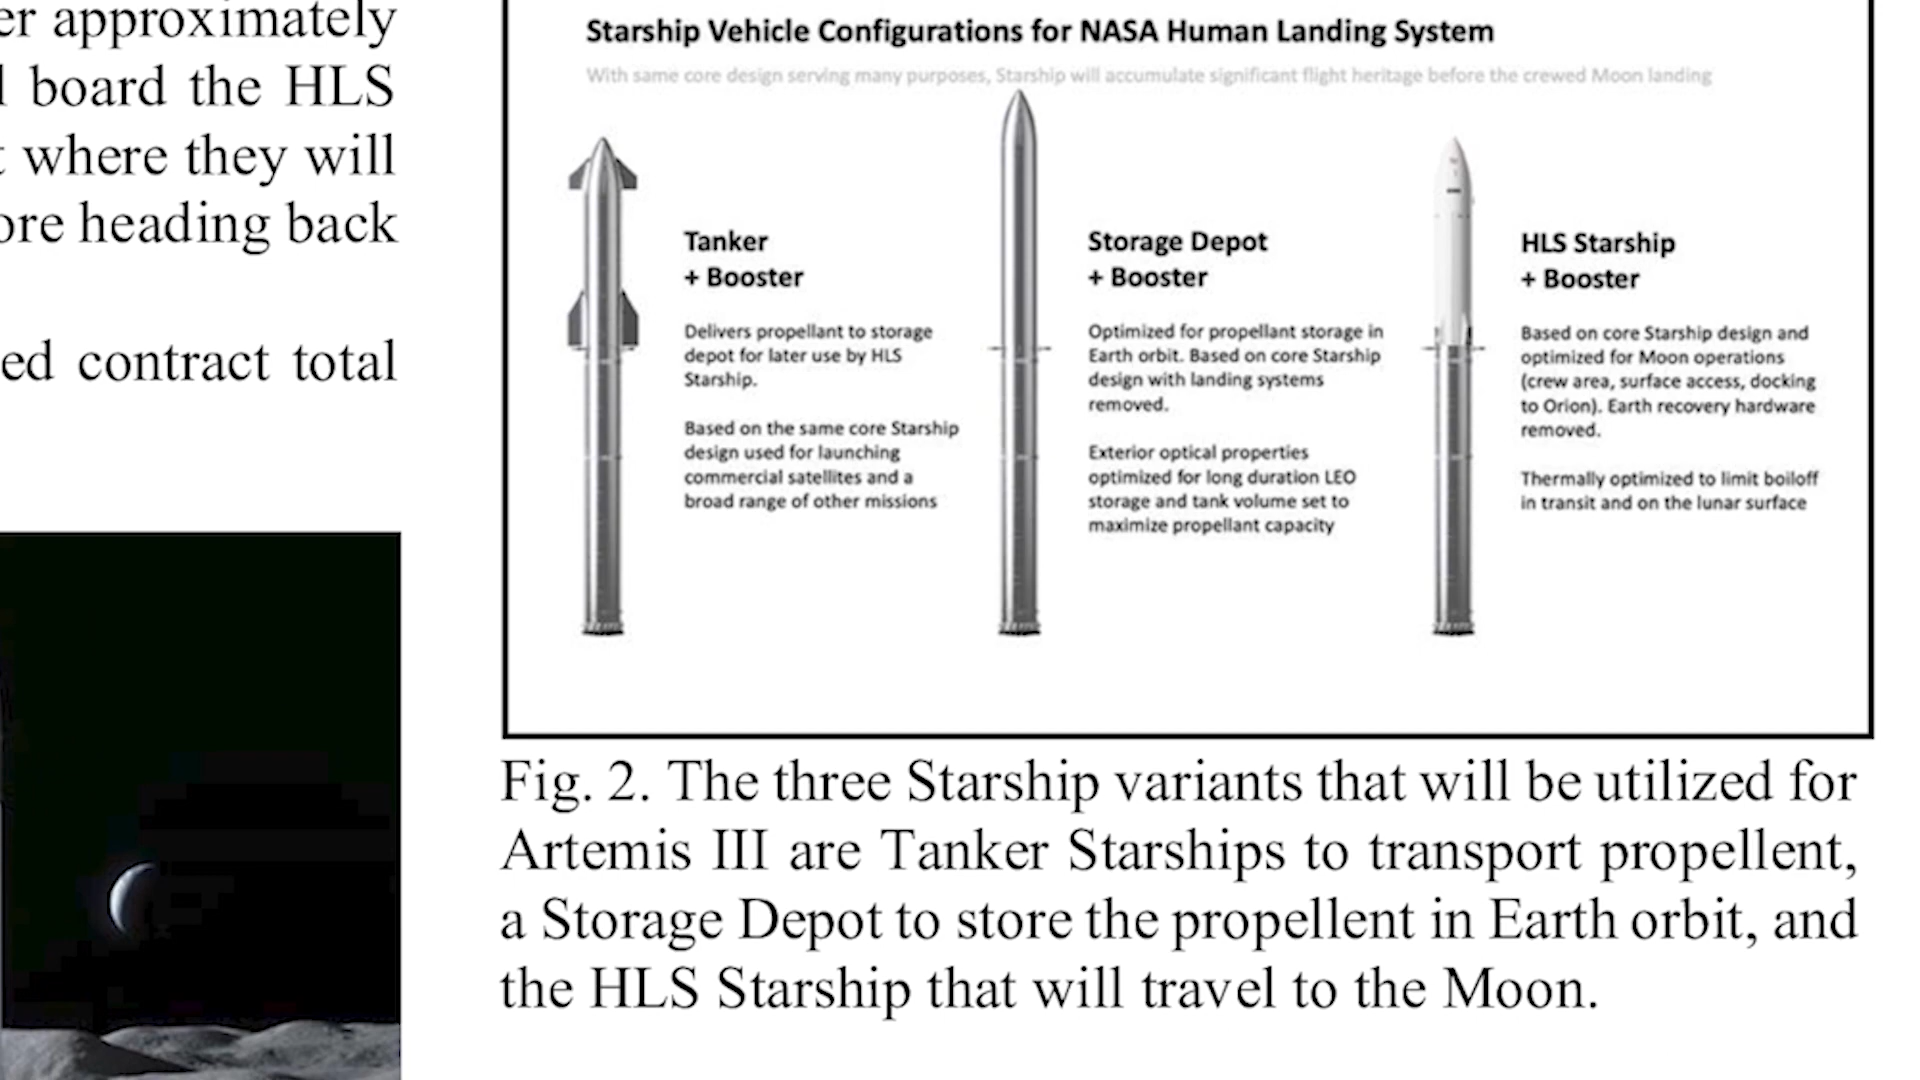 er approximately
board the HLS
where they will
ore heading back
ed contract total
Starship Vehicle Configurations for NASA Human Landing System
With same core design serving many purposes, Starship will accumulate significant flight heritage before the crewed Moon landing
Tanker
+ Booster
Delivers propellant to storage
depot for later use by HLS
Starship.
Based on the same core Starship
design used for launching
commercial satellites and a
broad range of other missions
Storage Depot
+ Booster
Optimized for propellant storage in
Earth orbit. Based on core Starship
design with landing systems
removed.
Exterior optical properties
optimized for long duration LEO
storage and tank volume set to
maximize propellant capacity
HLS Starship
+ Booster
Based on core Starship design and
optimized for Moon operations
(crew area, surface access, docking
to Orion). Earth recovery hardware
removed.
Thermally optimized to limit boiloff
in transit and on the lunar surface
Fig. 2. The three Starship variants that will be utilized for
Artemis III are Tanker Starships to transport propellent,
a Storage Depot to store the propellent in Earth orbit, and
the HLS Starship that will travel to the Moon.